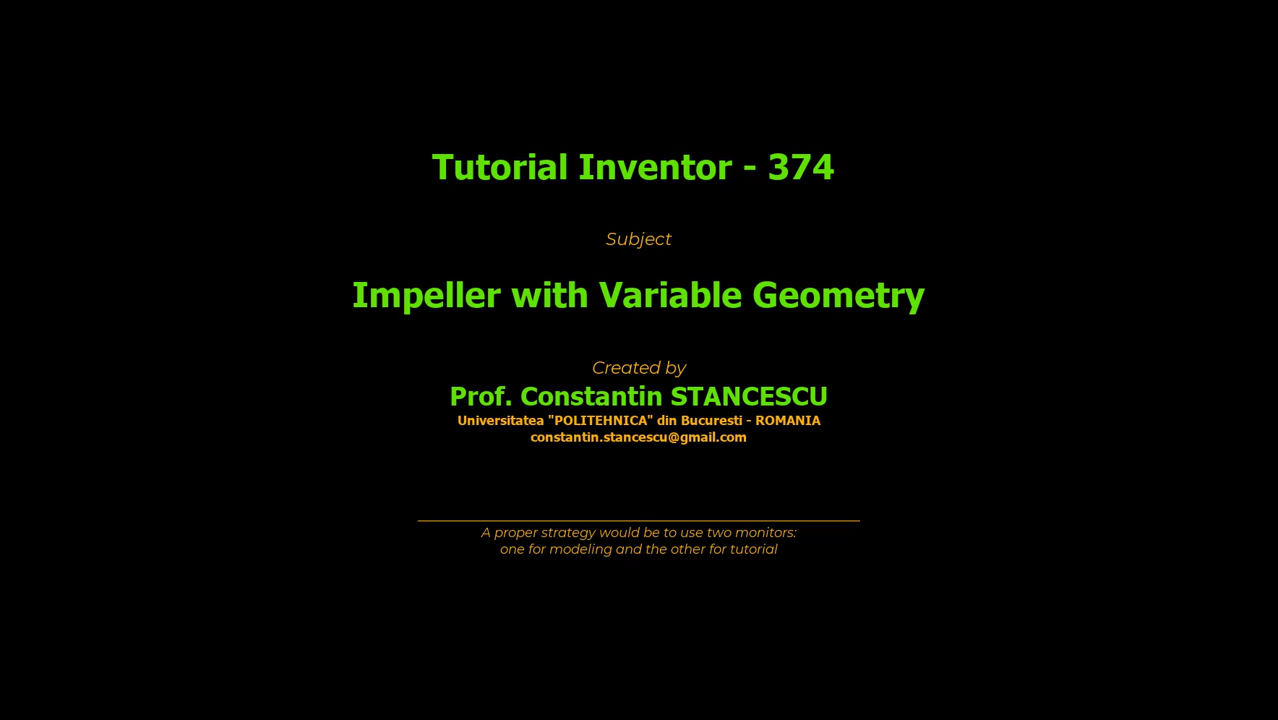 Tutorial Inventor - 374
Subject
Impeller with Variable Geometry
Created by
Prof. Constantin STANCESCU
Universitatea "POLITEHNICA" din Bucuresti - ROMANIA
constantin.stancescu@gmail.com
A proper strategy would be to use two monitors:
one for modeling and the other for tutorial